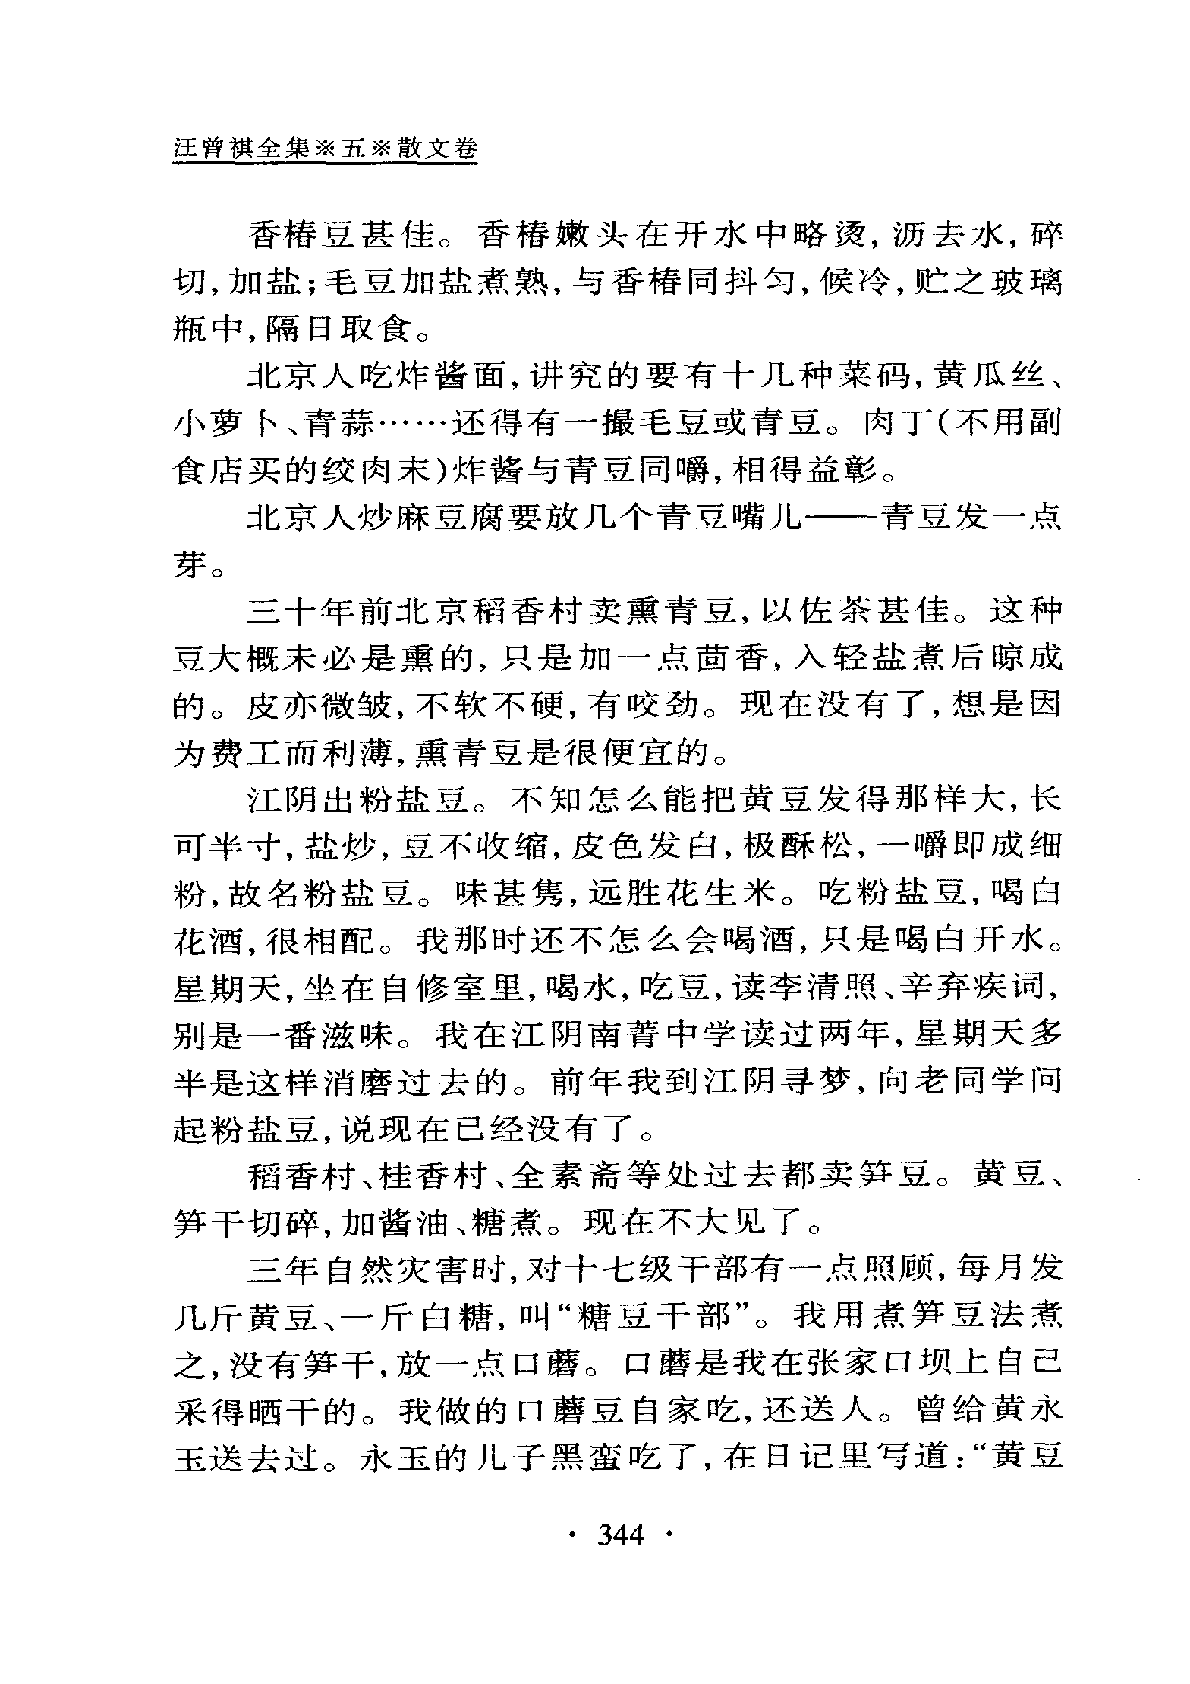 汪曾祺全集※五※散文卷
香椿豆甚佳。香椿嫩头在开水中略烫,沥去水,碎
切,加盐;毛豆加盐煮熟,与香椿同抖匀,候冷,贮之玻璃
瓶中,隔日取食。
北京人吃炸酱面,讲究的要有十几种菜码,黄瓜丝、
小萝卜、青蒜……还得有一撮毛豆或青豆。肉丁(不用副
食店买的绞肉末)炸酱与青豆同嚼,相得益彰。
北京人炒麻豆腐要放几个青豆嘴儿——青豆发一点
芽。
三十年前北京稻香村卖熏青豆,以佐茶甚佳。这种
豆大概未必是熏的,只是加一点茴香,入轻盐煮后晾成
的。皮亦微皱,不软不硬,有咬劲。现在没有了,想是因
为费工而利薄,熏青豆是很便宜的。
江阴出粉盐豆。不知怎么能把黄豆发得那样大,长
可半寸,盐炒,豆不收缩,皮色发白,极酥松,一嚼即成细
粉,故名粉盐豆。味甚隽,远胜花生米。吃粉盐豆,喝白
花酒,很相配。我那时还不怎么会喝酒,只是喝白开水。
星期天,坐在自修室里,喝水,吃豆,读李清照、辛弃疾词,
别是一番滋味。我在江阴南菁中学读过两年,星期天多
半是这样消磨过去的。前年我到江阴寻梦,向老同学问
起粉盐豆,说现在已经没有了。
稻香村、桂香村、全素斋等处过去都卖笋豆。黄豆、
笋干切碎,加酱油、糖煮。现在不大见了。
三年自然灾害时,对十七级干部有一点照顾,每月发
几斤黄豆、一斤白糖,叫“糖豆干部”。我用煮笋豆法煮
之,没有笋干,放一点口蘑。口蘑是我在张家口坝上自己
采得晒干的。我做的口蘑豆自家吃,还送人。曾给黄永
玉送去过。永玉的儿子黑蛮吃了,在日记里写道:“黄豆
· 344 ·